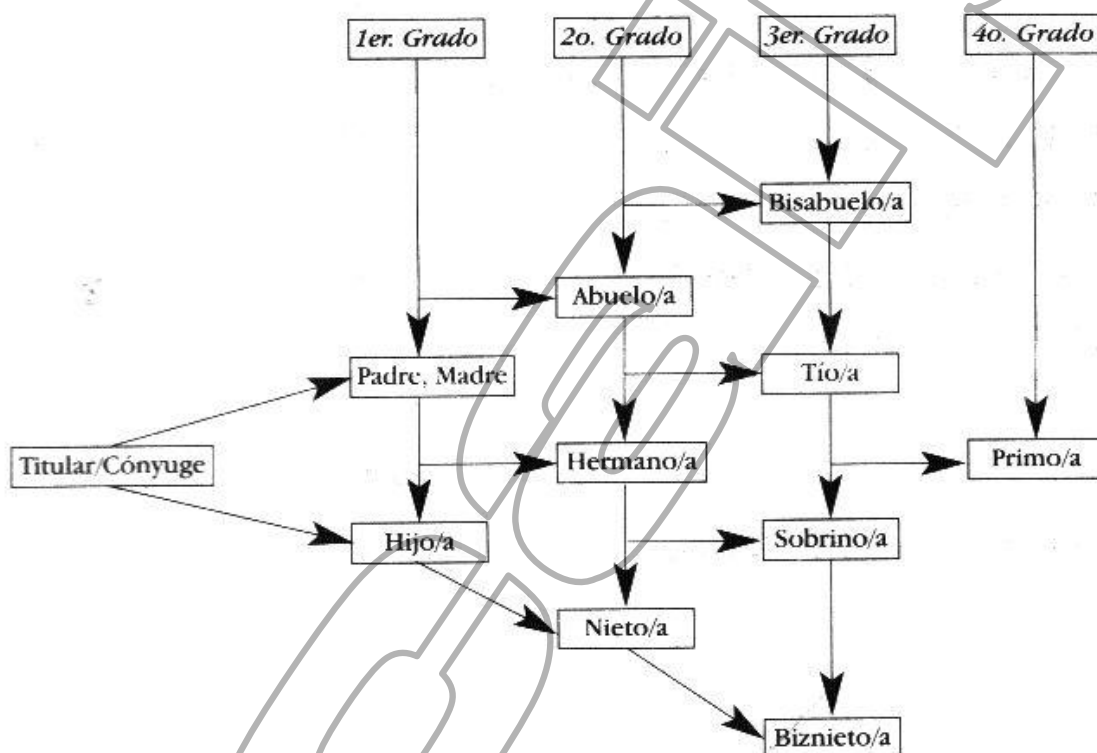 1er. Grado
2o. Grado
3er. Grado
4o. Grado
Bisabuelo/a
Abuelo/a
Padre, Madre
Tío/a
Titular/Cónyuge
Hermano/a
Primo/a
Hijo/a
Sobrino/a
Nieto/a
Biznieto/a